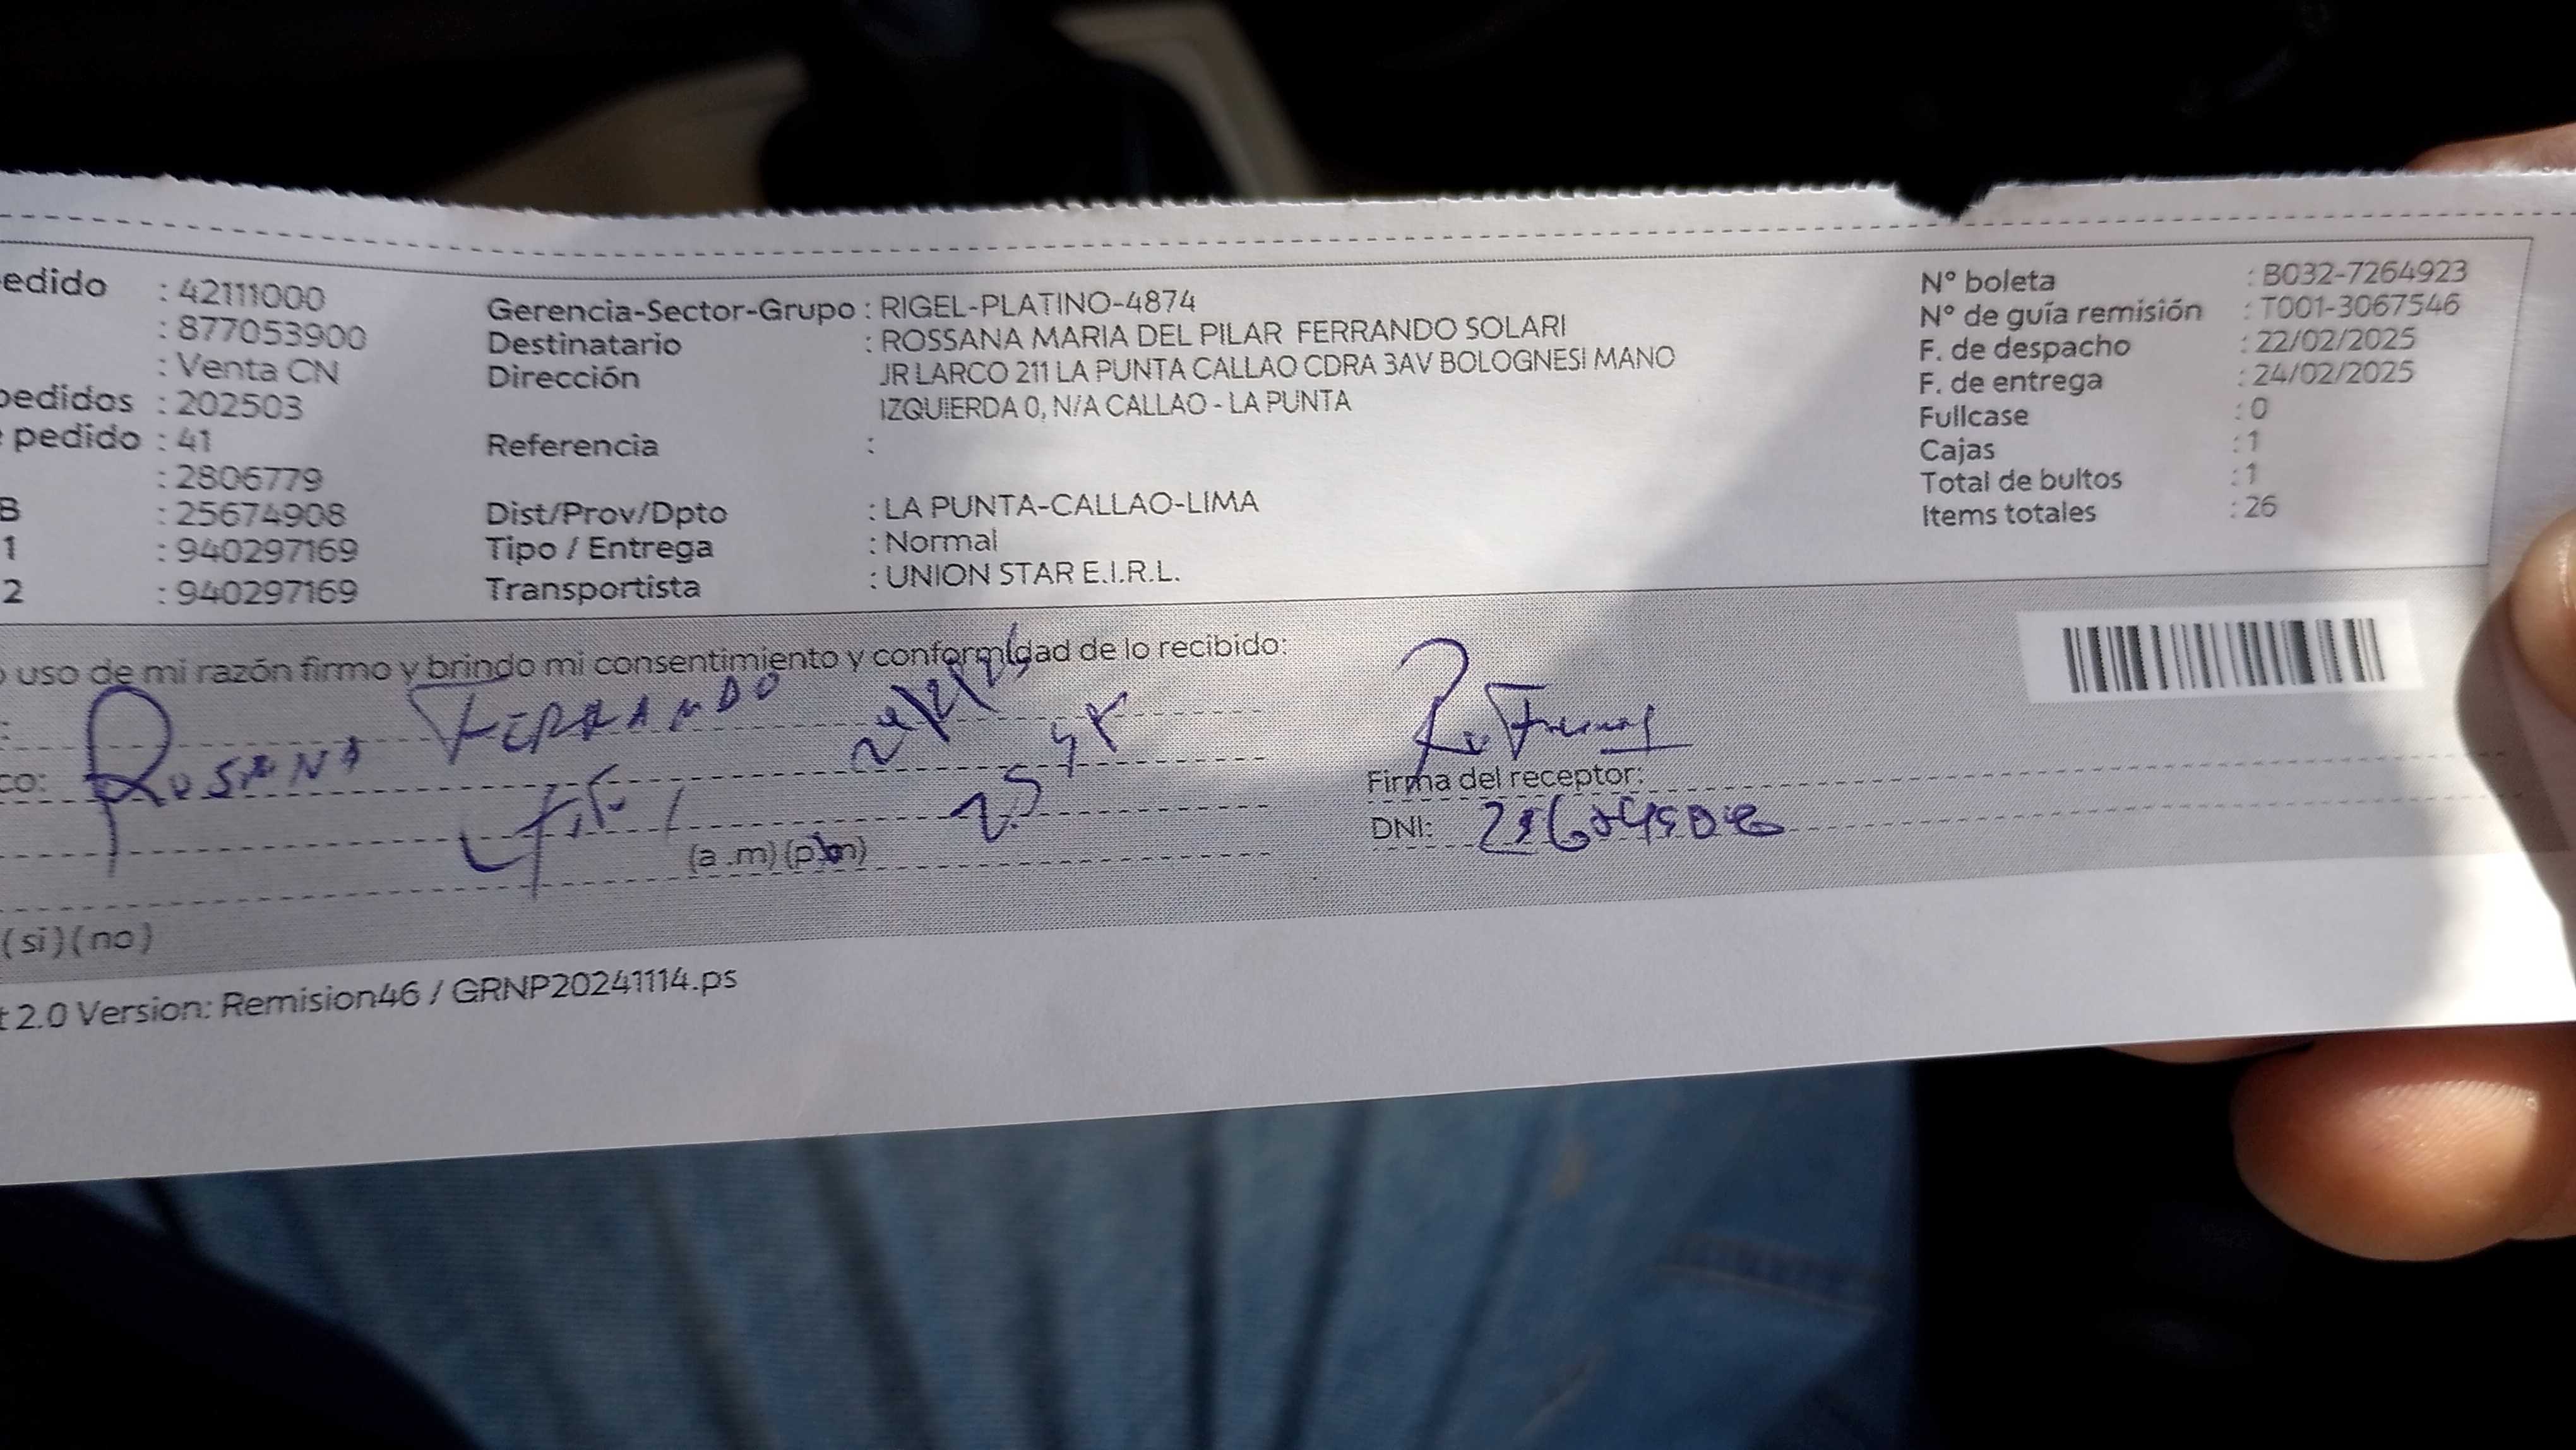 edido : 42111000
: 877053900
: Venta CN
pedidos : 202503
pedido : 41
: 2806779
B : 25674908
1 : 940297169
2 : 940297169
Gerencia-Sector-Grupo : RIGEL-PLATINO-4874
Destinatario : ROSSANA MARIA DEL PILAR FERRANDO SOLARI
Dirección JR LARCO 211 LA PUNTA CALLAO CDRA 3AV BOLOGNESI MANO
IZQUIERDA 0, N/A CALLAO - LA PUNTA
Referencia :
Dist/Prov/Dpto : LA PUNTA-CALLAO-LIMA
Tipo / Entrega : Normal
Transportista : UNION STAR E.I.R.L.
N° boleta : B032-7264923
N° de guía remisión : T001-3067546
F. de despacho : 22/02/2025
F. de entrega : 24/02/2025
Fullcase : 0
Cajas : 1
Total de bultos : 1
Items totales : 26
uso de mi razón firmo y brindo mi consentimiento y conformidad de lo recibido:
FERRANDO
co:
(a .m) (p.m)
Firma del receptor:
DNI:
(si) (no)
t 2.0 Version: Remision46 / GRNP20241114.ps